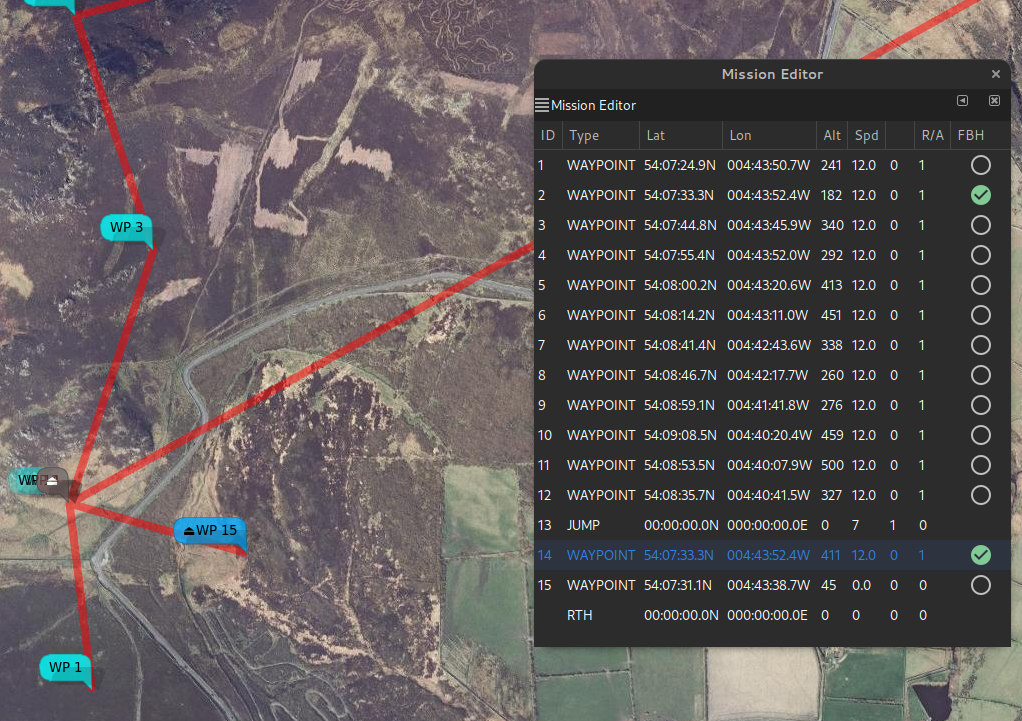 Mission Editor
Mission Editor
ID Type Lat Lon Alt Spd R/A FBH
1 WAYPOINT 54:07:24.9N 004:43:50.7W 241 12.0 0 1
2 WAYPOINT 54:07:33.3N 004:43:52.4W 182 12.0 0 1
3 WAYPOINT 54:07:44.8N 004:43:45.9W 340 12.0 0 1
4 WAYPOINT 54:07:55.4N 004:43:52.0W 292 12.0 0 1
5 WAYPOINT 54:08:00.2N 004:43:20.6W 413 12.0 0 1
6 WAYPOINT 54:08:14.2N 004:43:11.0W 451 12.0 0 1
7 WAYPOINT 54:08:41.4N 004:42:43.6W 338 12.0 0 1
8 WAYPOINT 54:08:46.7N 004:42:17.7W 260 12.0 0 1
9 WAYPOINT 54:08:59.1N 004:41:41.8W 276 12.0 0 1
10 WAYPOINT 54:09:08.5N 004:40:20.4W 459 12.0 0 1
11 WAYPOINT 54:08:53.5N 004:40:07.9W 500 12.0 0 1
12 WAYPOINT 54:08:35.7N 004:40:41.5W 327 12.0 0 1
13 JUMP 00:00:00.0N 000:00:00.0E 0 7 1 0
14 WAYPOINT 54:07:33.3N 004:43:52.4W 411 12.0 0 1
15 WAYPOINT 54:07:31.1N 004:43:38.7W 45 0.0 0 0
RTH 00:00:00.0N 000:00:00.0E 0 0 0 0
WP 3
WP 15
WP 1